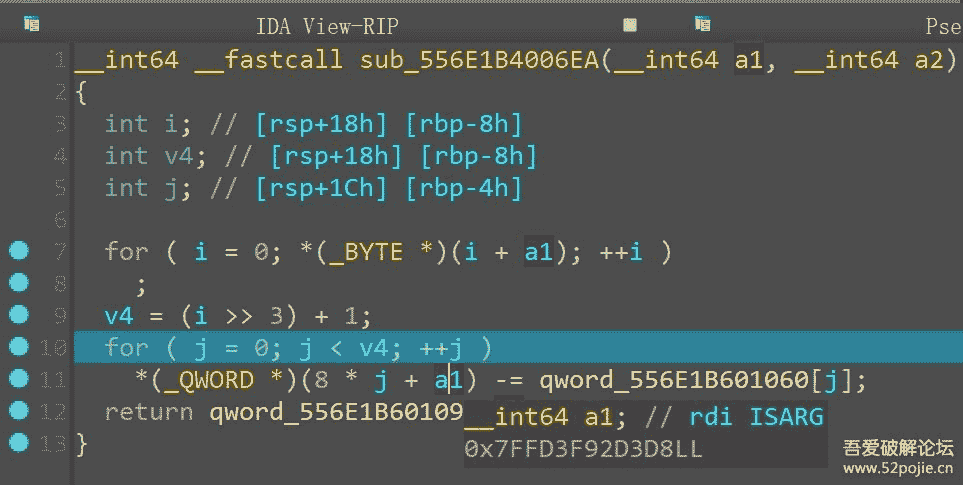 IDA View-RIP Pse
1 __int64 __fastcall sub_556E1B4006EA(__int64 a1, __int64 a2)
2 {
3 int i; // [rsp+18h] [rbp-8h]
4 int v4; // [rsp+18h] [rbp-8h]
5 int j; // [rsp+1Ch] [rbp-4h]
6
7 for ( i = 0; *(_BYTE *)(i + a1); ++i )
8 ;
9 v4 = (i >> 3) + 1;
10 for ( j = 0; j < v4; ++j )
11 *(_QWORD *)(8 * j + a1) -= qword_556E1B601060[j];
12 return qword_556E1B60109 __int64 a1; // rdi ISARG
0x7FFD3F92D3D8LL
13 }
吾爱破解论坛
www.52pojie.cn